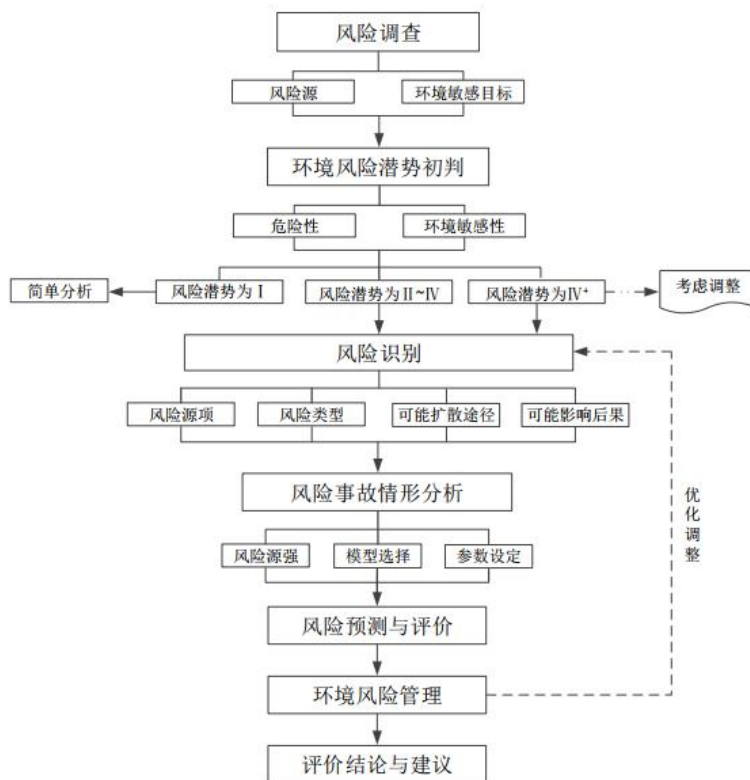 风险调查
风险源
环境敏感目标
环境风险潜势初判
危险性
环境敏感性
简单分析
风险潜势为Ⅰ
风险潜势为Ⅱ~Ⅳ
风险潜势为Ⅳ⁺
考虑调整
风险识别
风险源项
风险类型
可能扩散途径
可能影响后果
风险事故情形分析
优化调整
风险源强
模型选择
参数设定
风险预测与评价
环境风险管理
评价结论与建议